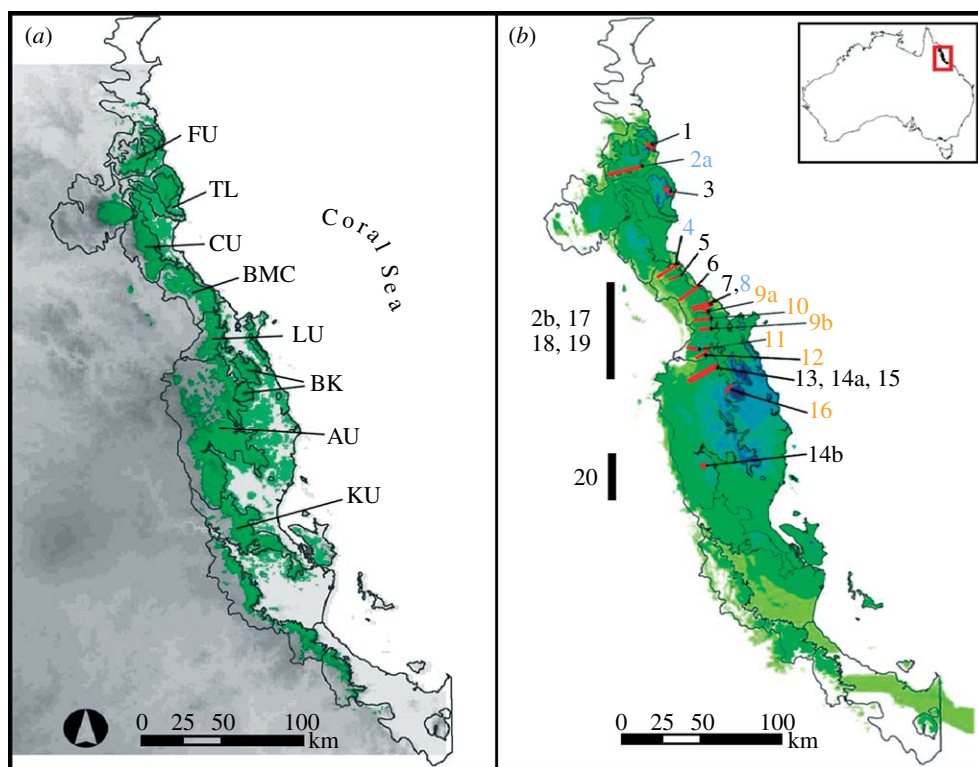 (a)
FU
TL
CU
BMC
LU
BK
AU
KU
Coral Sea
0 25 50 100
km
(b)
1
2a
3
4
5
6
7,8
9a
10
9b
11
12
13, 14a, 15
16
14b
2b, 17
18, 19
20
0 25 50 100
km